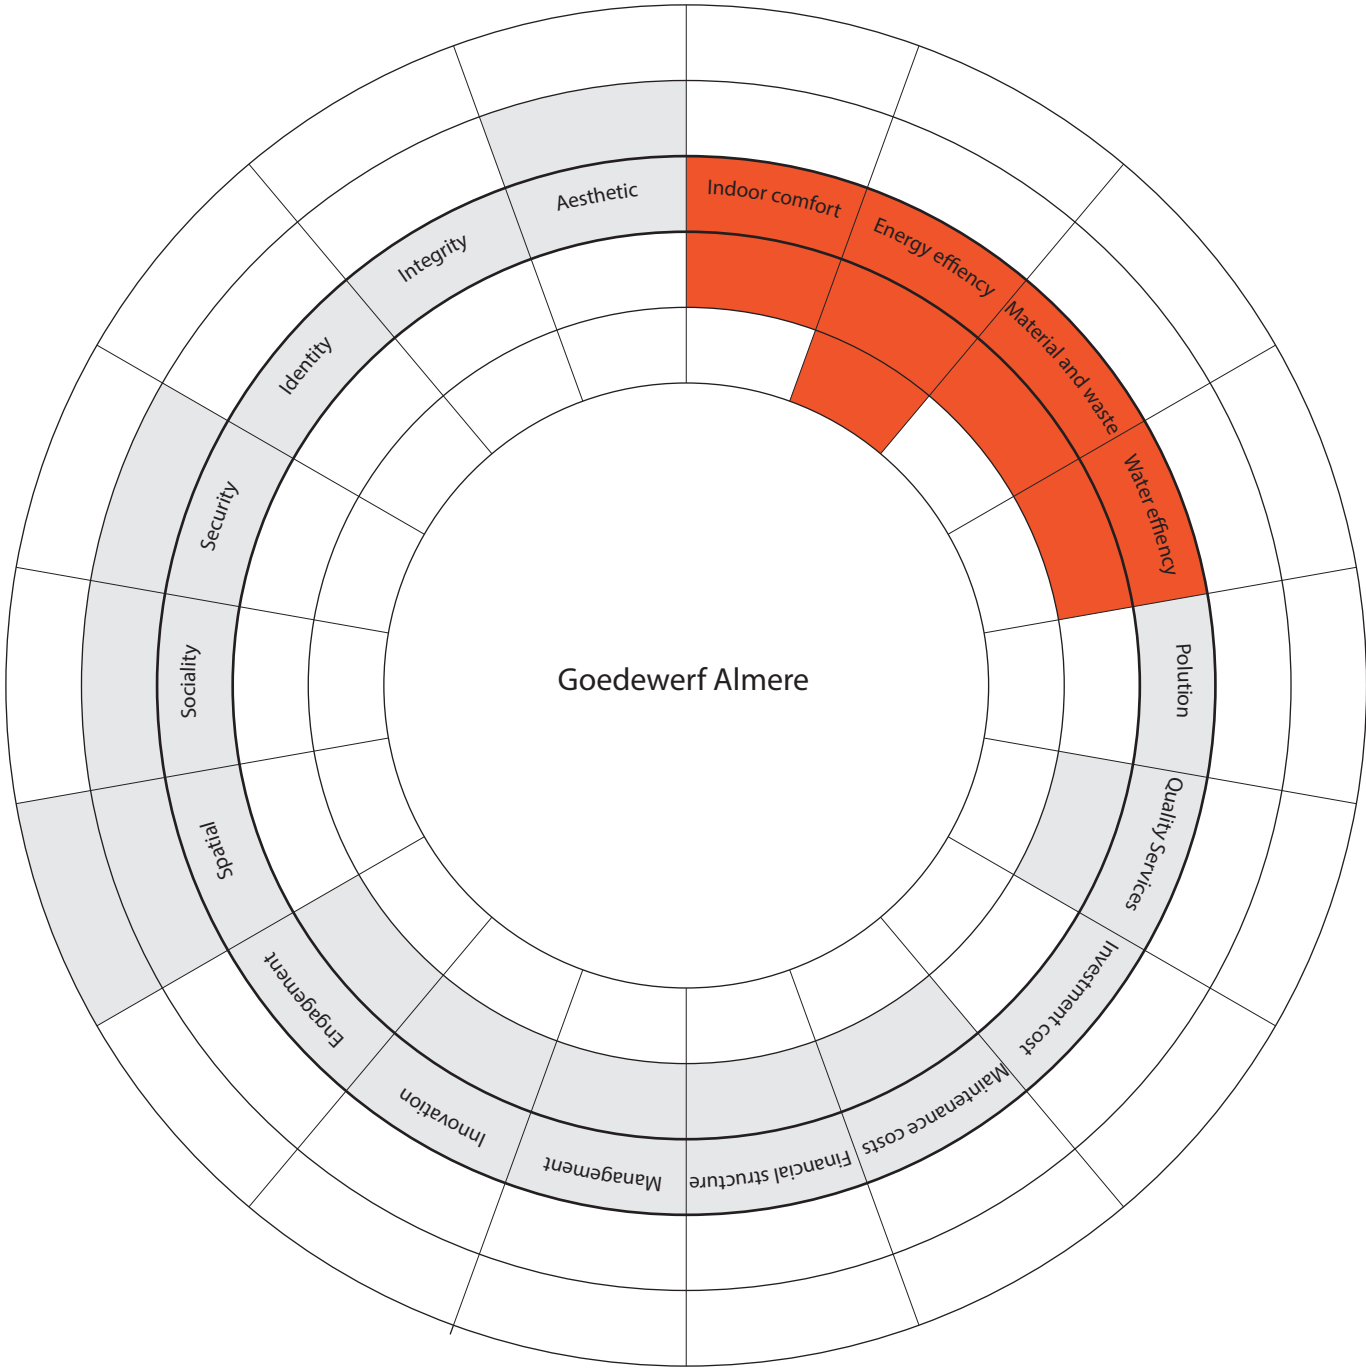 Indoor comfort
Energy effiency
Material and waste
Water effiency
Polution
Quality Services
Investment cost
Maintenance costs
Financial structure
Management
Innovation
Engagement
Spatial
Sociality
Security
Identity
Integrity
Aesthetic
Goedewerf Almere